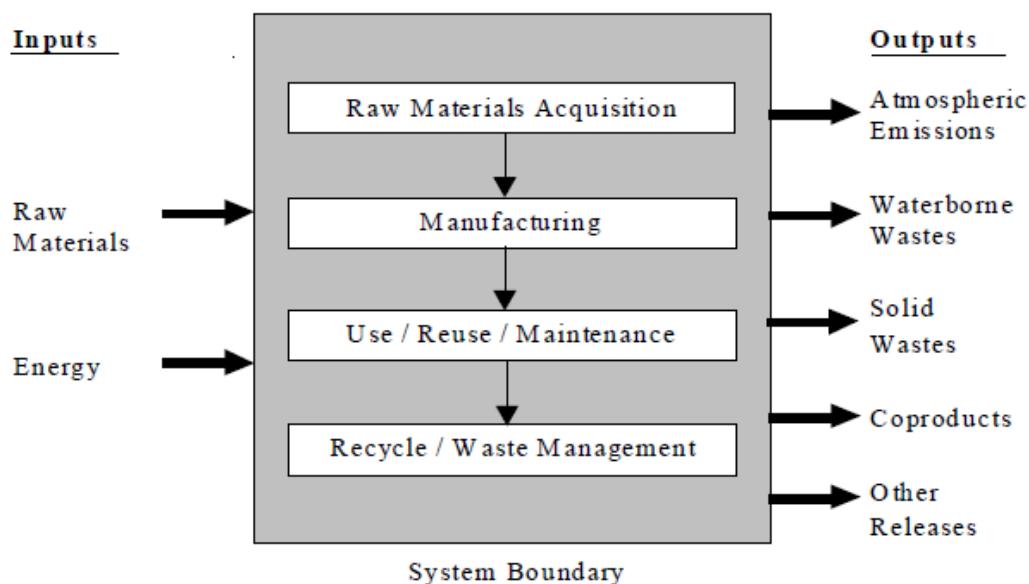 Inputs
Raw
Materials
Energy
Raw Materials Acquisition
Manufacturing
Use / Reuse / Maintenance
Recycle / Waste Management
System Boundary
Outputs
Atmospheric
Emissions
Waterborne
Wastes
Solid
Wastes
Coproducts
Other
Releases